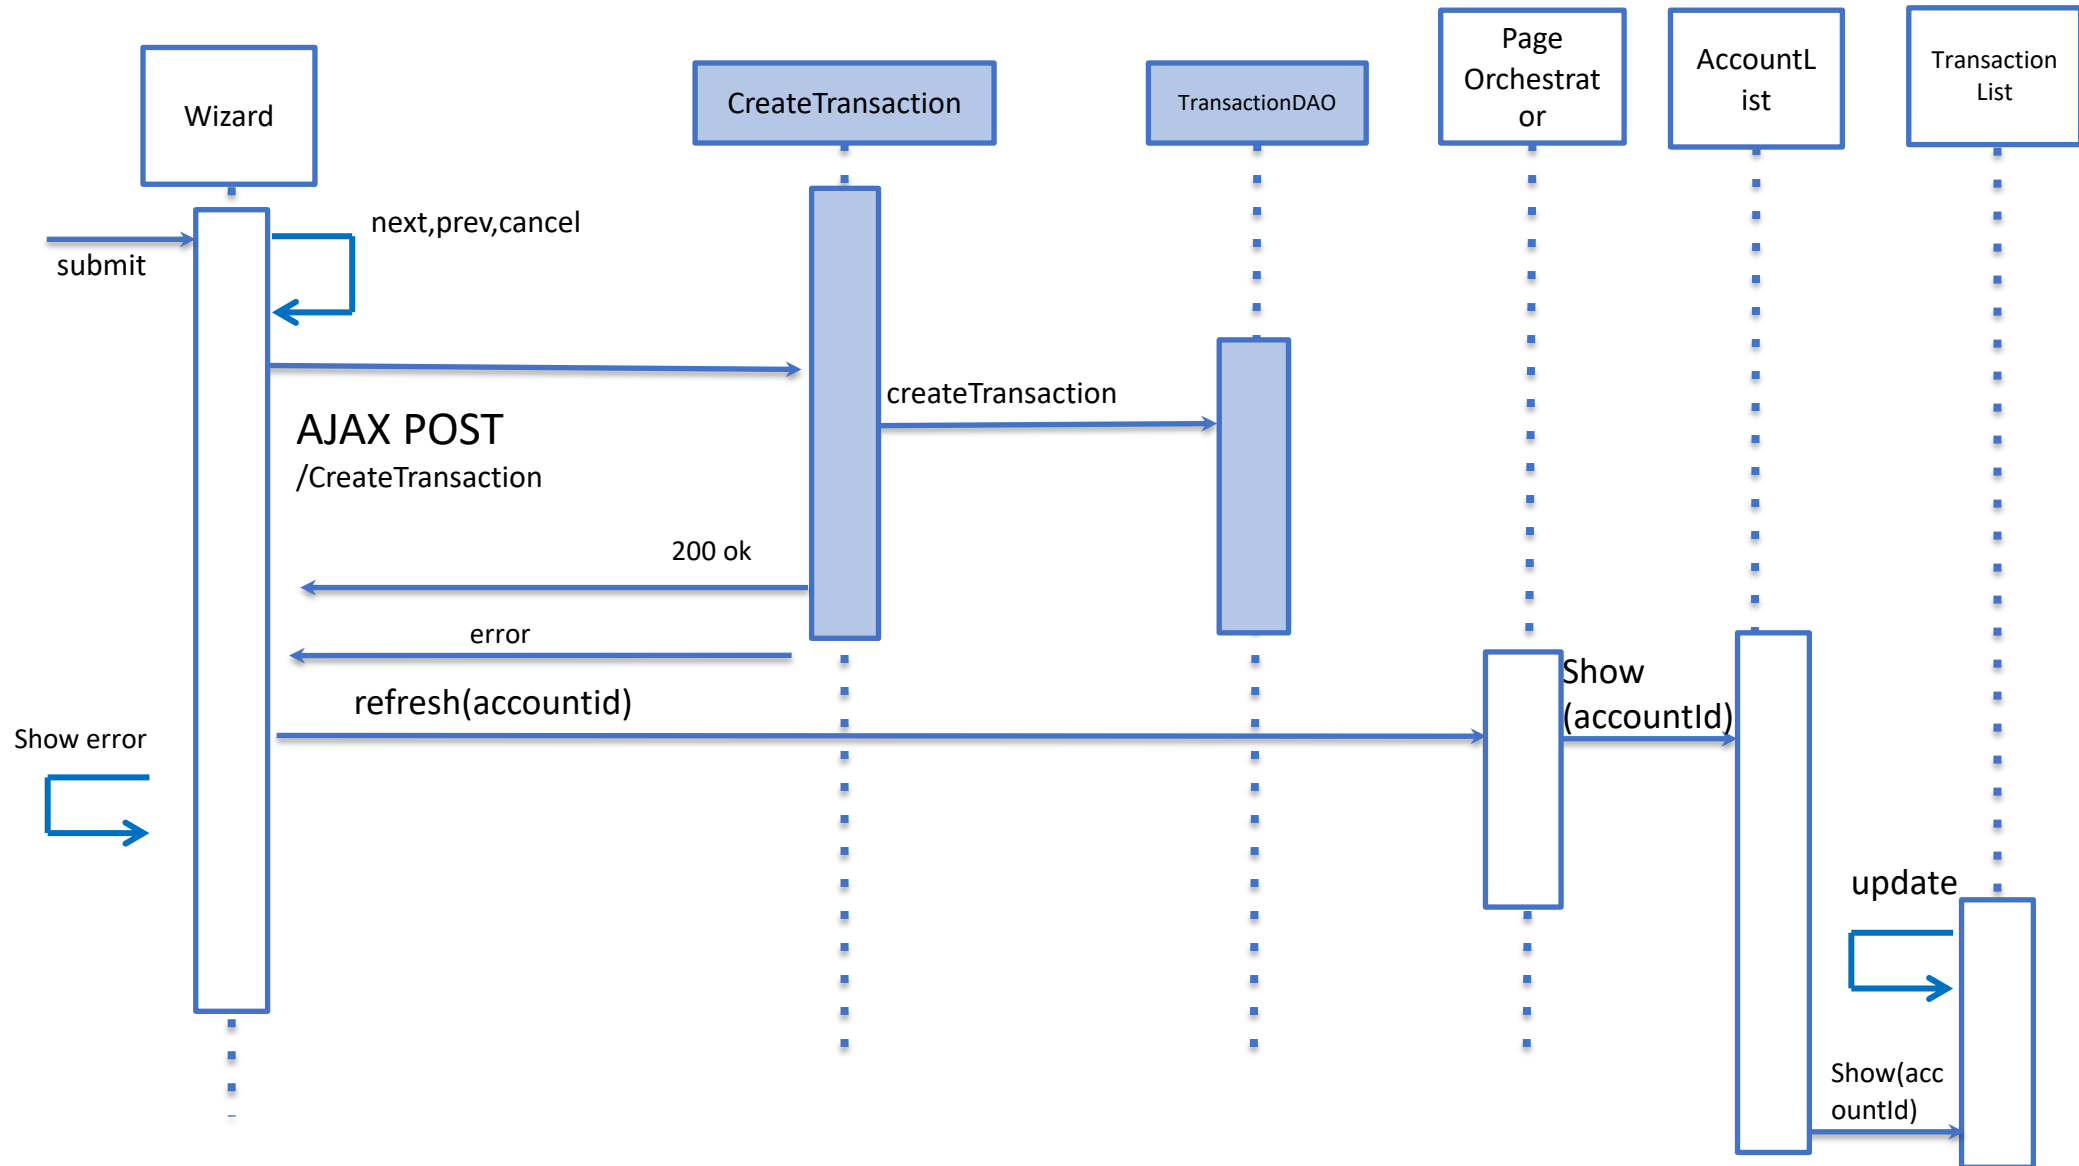 Wizard
CreateTransaction
TransactionDAO
Page
Orchestrat
or
AccountL
ist
Transaction
List
submit
next,prev,cancel
AJAX POST
/CreateTransaction
createTransaction
200 ok
error
refresh(accountid)
Show
(accountId)
Show error
update
Show(acc
ountId)